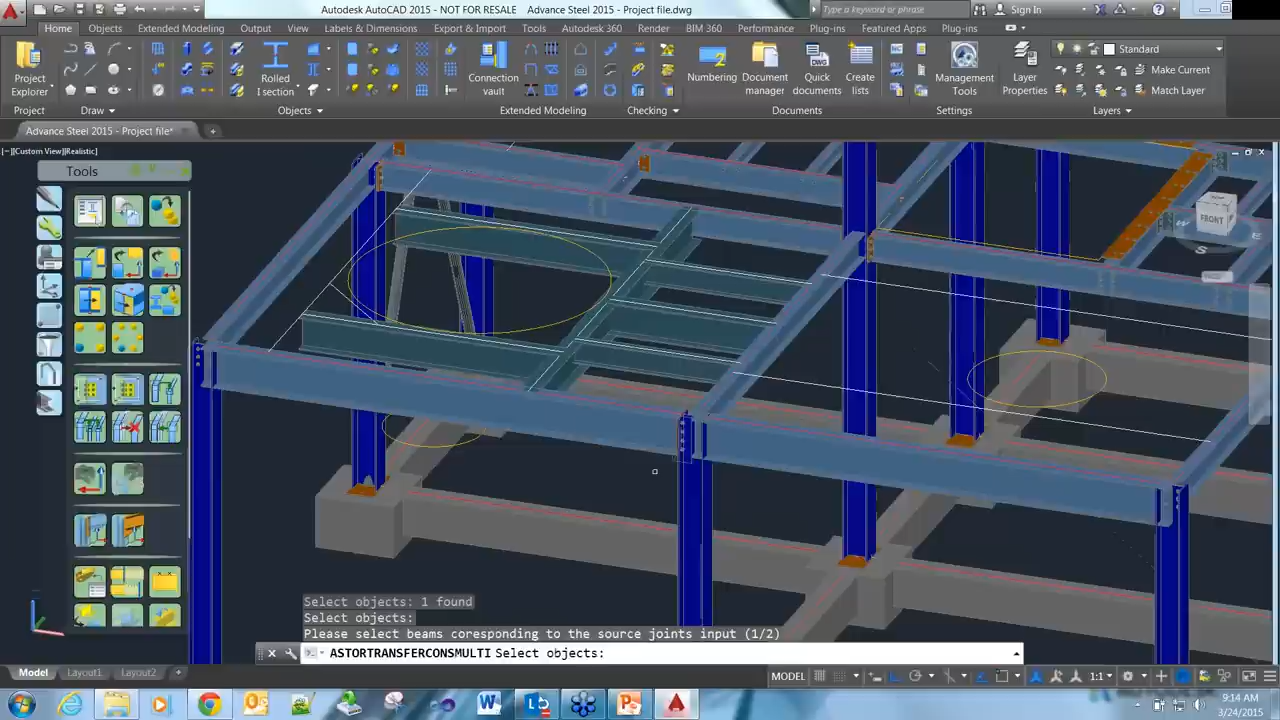 Autodesk AutoCAD 2015 - NOT FOR RESALE Advance Steel 2015 - Project file.dwg
Type a keyword or phrase
Sign In
Home Objects Extended Modeling Output View Labels & Dimensions Export & Import Tools Autodesk 360 Render BIM 360 Performance Plug-ins Featured Apps Plug-ins
Project Explorer
Rolled I section
Connection vault
Numbering
Document manager
Quick documents
Create lists
Management Tools
Layer Properties
Standard
Make Current
Match Layer
Project Draw Objects Extended Modeling Checking Documents Settings Layers
Advance Steel 2015 - Project file*
[−][Custom View][Realistic]
Tools
FRONT
S
E
Select objects: 1 found
Select objects:
Please select beams coresponding to the source joints input (1/2)
ASTORTRANSFERCONSMULTI Select objects:
Model Layout1 Layout2 +
MODEL
1:1
9:14 AM
3/24/2015